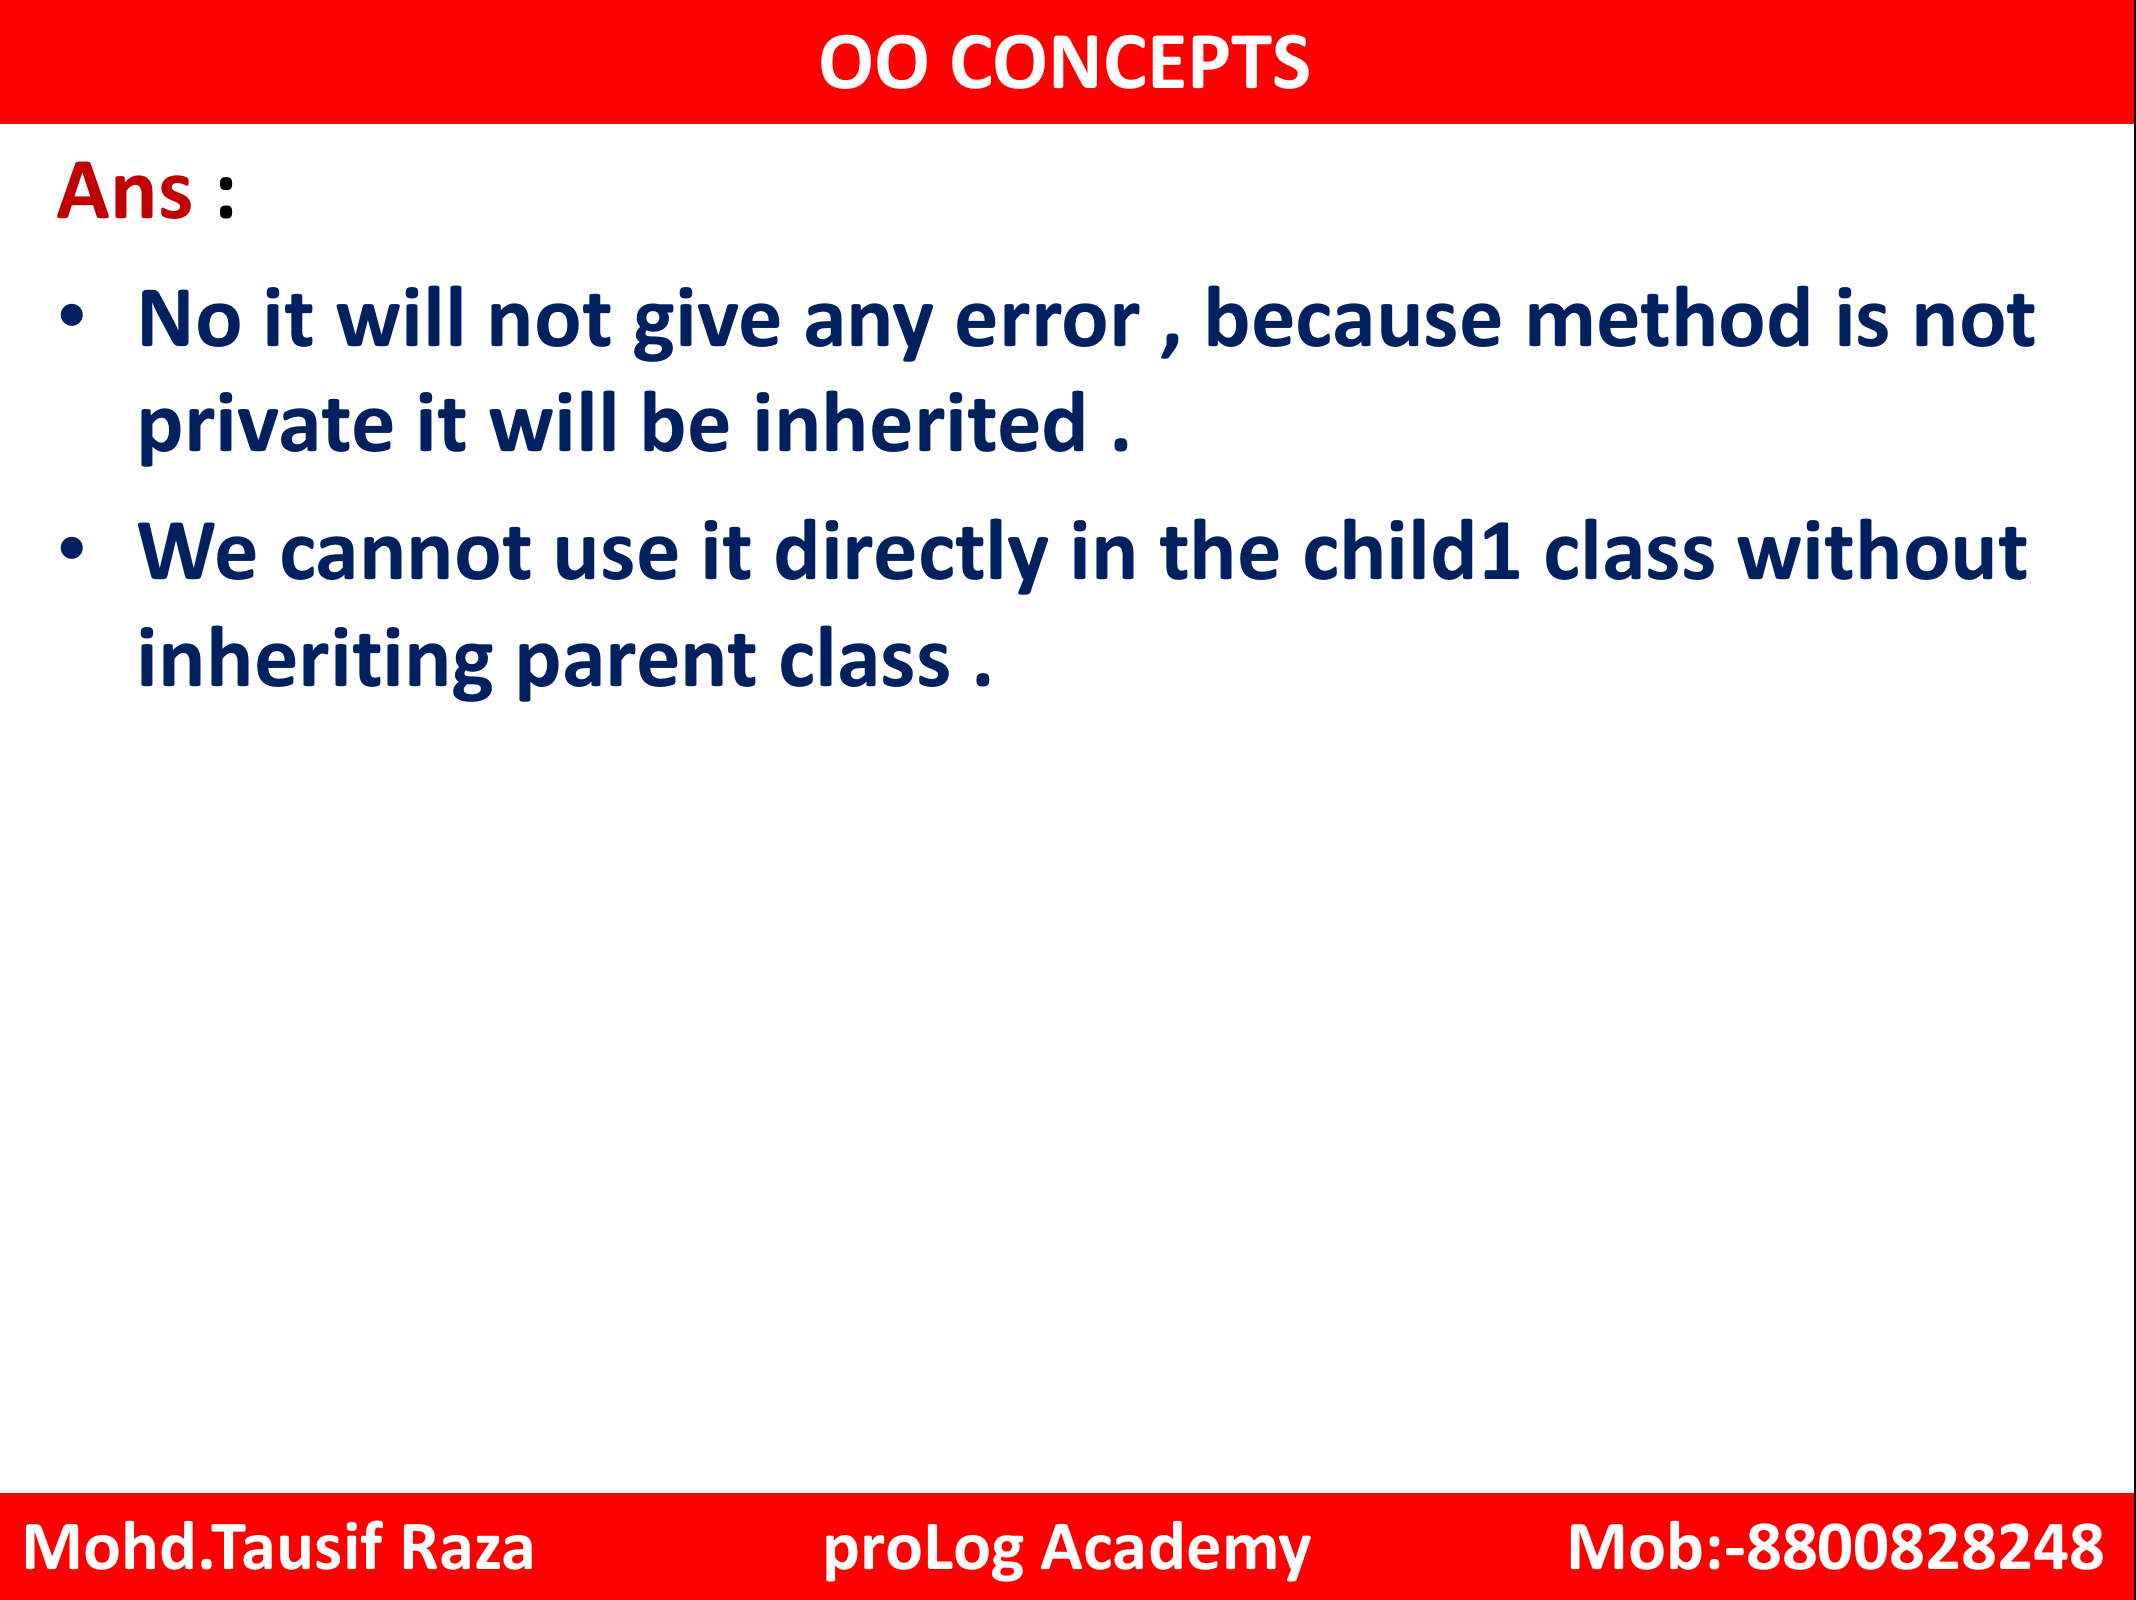 OO CONCEPTS
Ans :
• No it will not give any error , because method is not
private it will be inherited .
• We cannot use it directly in the child1 class without
inheriting parent class .
Mohd.Tausif Raza proLog Academy Mob:-8800828248